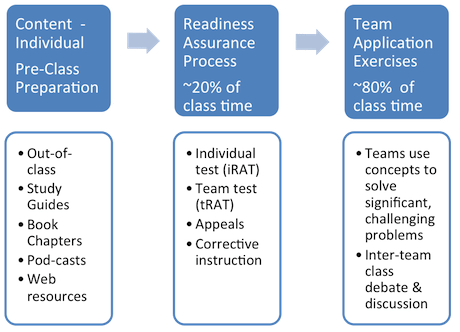 Content -
Individual
Pre-Class
Preparation
Readiness
Assurance
Process
~20% of
class time
Team
Application
Exercises
~80% of
class time
• Out-of-
class
• Study
Guides
• Book
Chapters
• Pod-casts
• Web
resources
• Individual
test (iRAT)
• Team test
(tRAT)
• Appeals
• Corrective
instruction
• Teams use
concepts to
solve
significant,
challenging
problems
• Inter-team
class
debate &
discussion